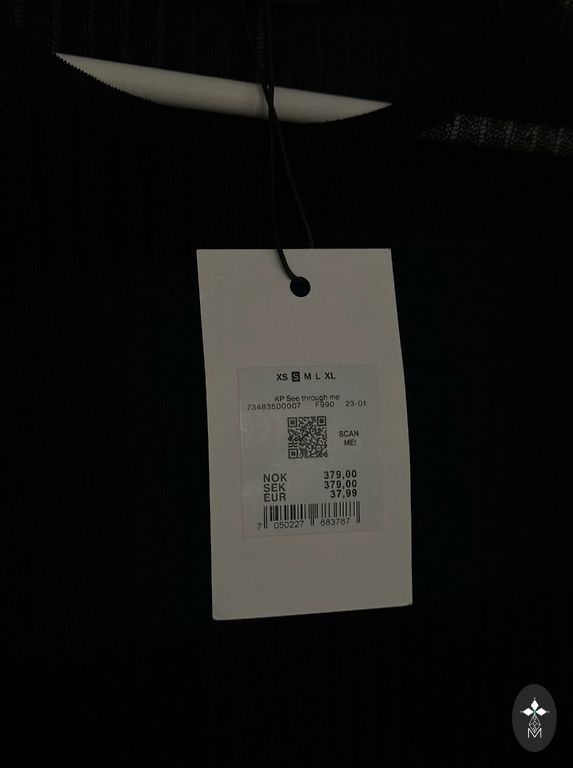 XS S M L XL
KP See through me
73483500007 F990 23-01
SCAN
ME!
NOK 379,00
SEK 379,00
EUR 37,99
7 050227 683787
M